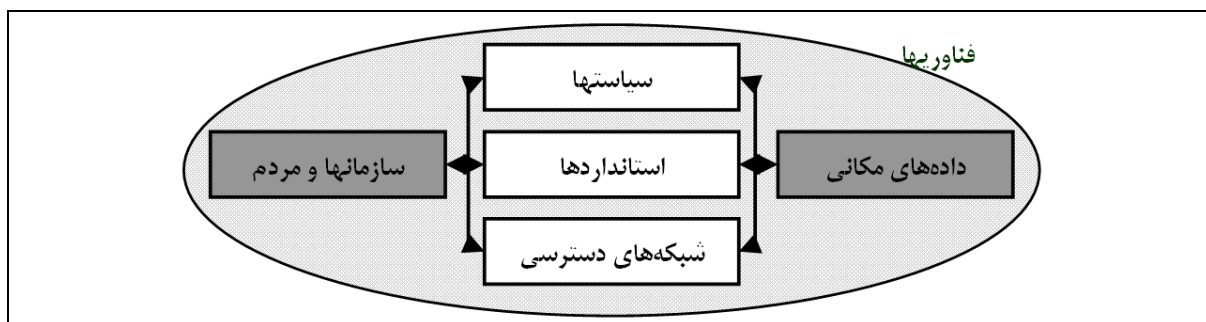 فناوریها
سیاستها
داده‌های مکانی
استانداردها
سازمانها و مردم
شبکه‌های دسترسی